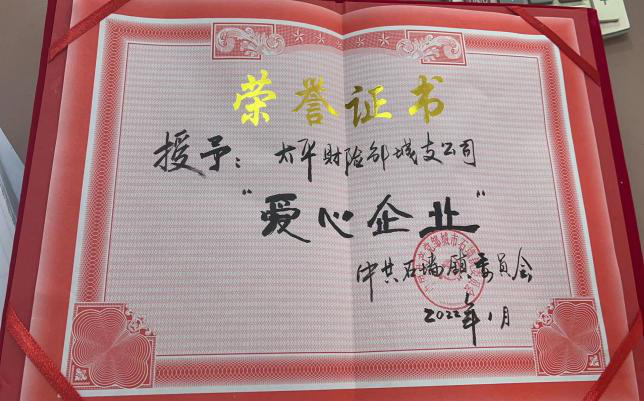 荣誉证书
授予：太平财险邹城支公司
"爱心企业"
中共石墙镇委员会
2022年1月